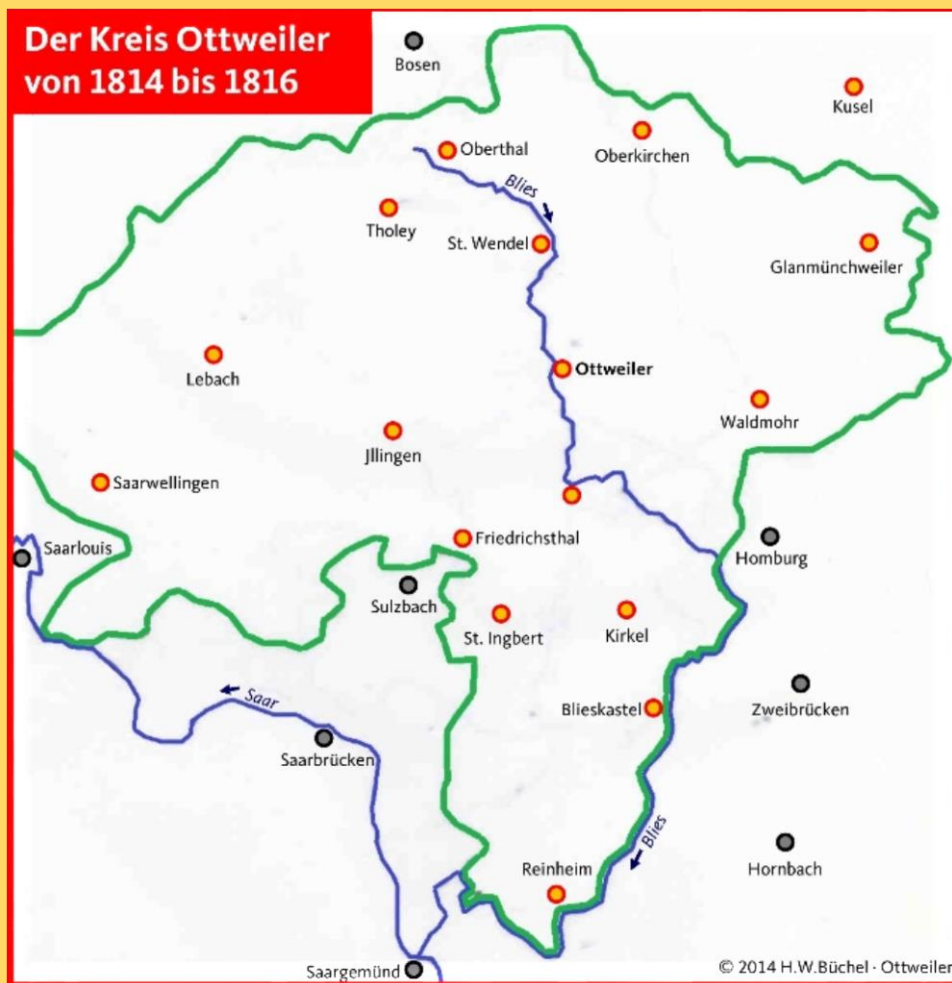 Der Kreis Ottweiler
von 1814 bis 1816
Bosen
Kusel
Oberthal
Oberkirchen
Blies
Tholey
St. Wendel
Glanmünchweiler
Lebach
Ottweiler
Waldmohr
Jllingen
Saarwellingen
Friedrichsthal
Saarlouis
Homburg
Sulzbach
St. Ingbert
Kirkel
Saar
Blieskastel
Zweibrücken
Saarbrücken
Blies
Reinheim
Hornbach
Saargemünd
© 2014 H.W.Büchel · Ottweiler